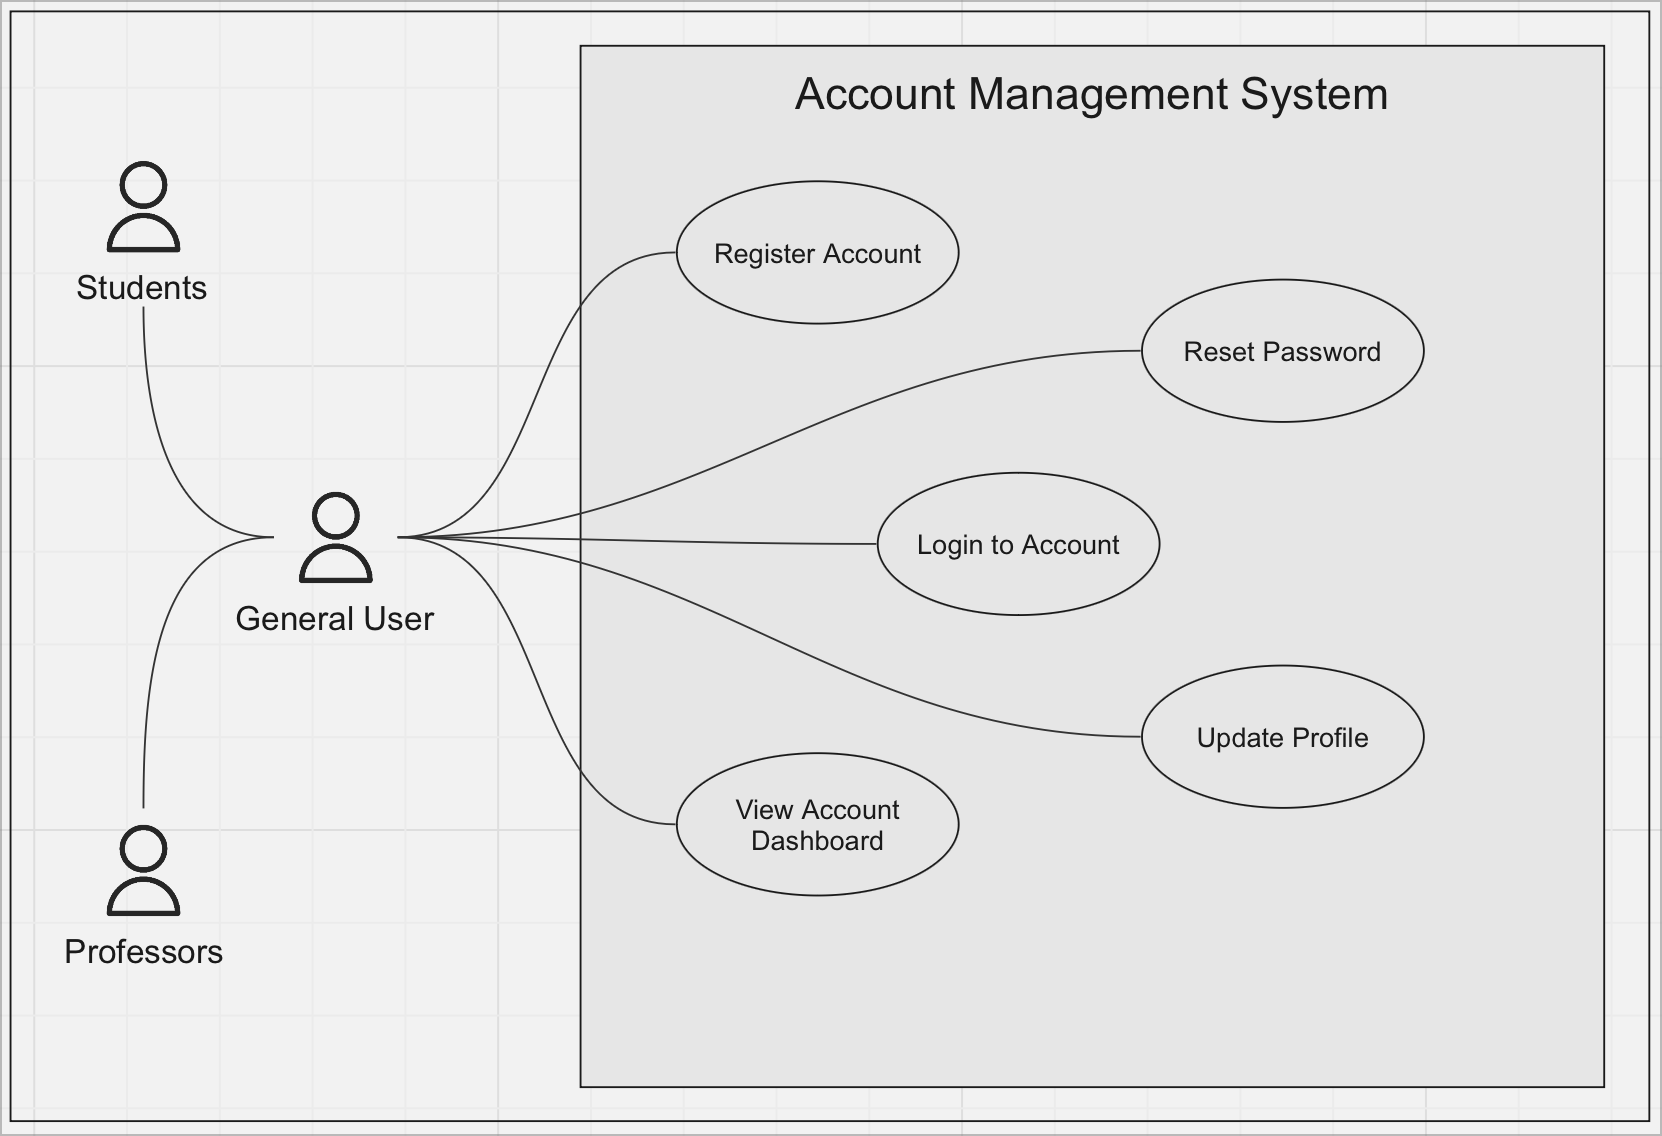 Account Management System
Students
Register Account
Reset Password
General User
Login to Account
Update Profile
View Account
Dashboard
Professors